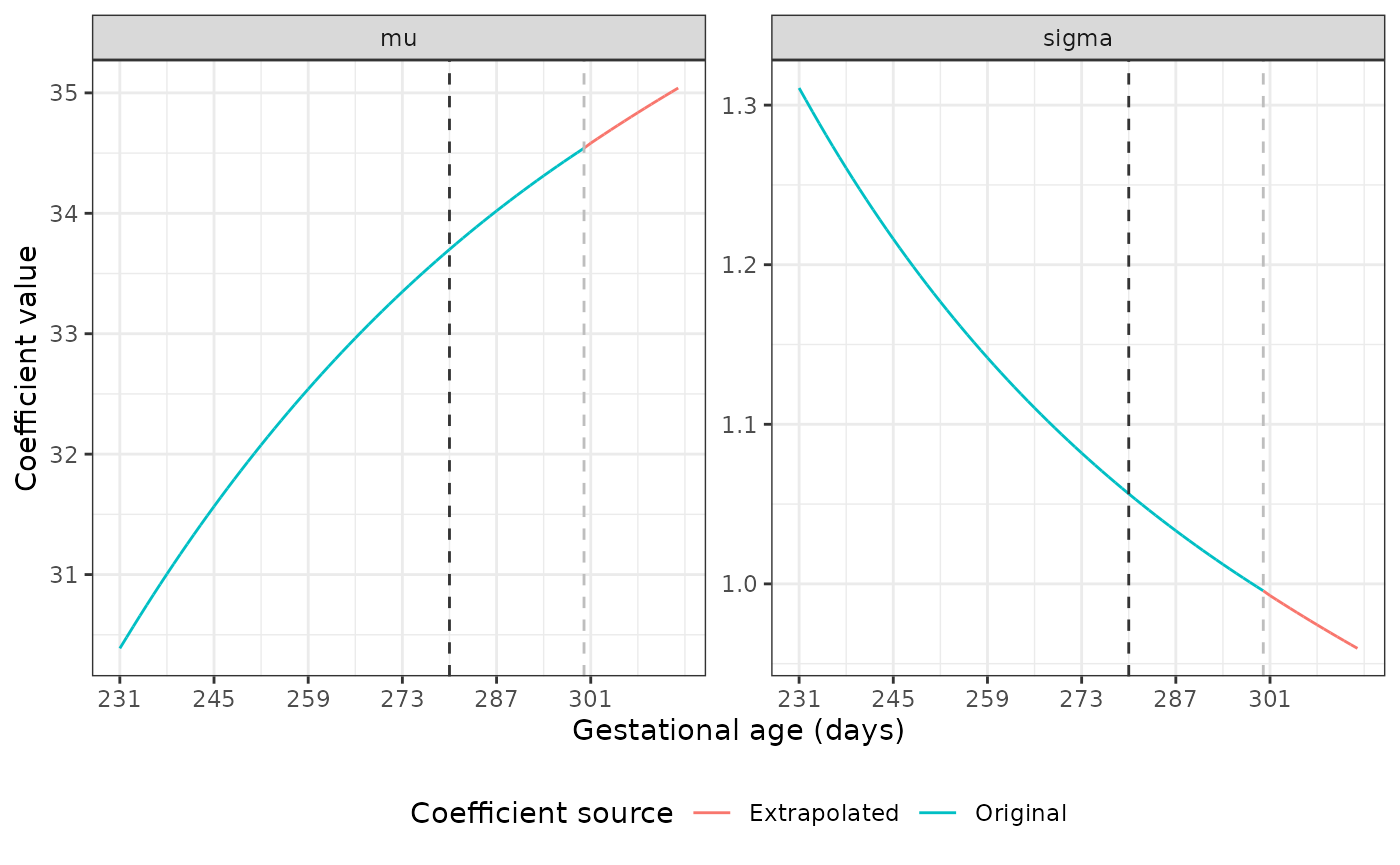 mu
sigma
Coefficient value
35
34
33
32
31
1.3
1.2
1.1
1.0
231 245 259 273 287 301
231 245 259 273 287 301
Gestational age (days)
Coefficient source Extrapolated Original